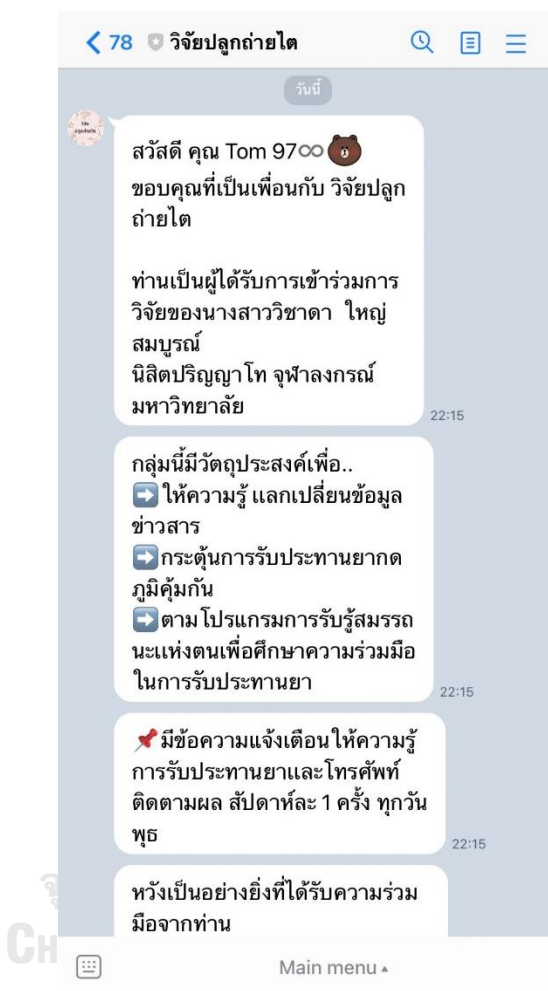 78 วิจัยปลูกถ่ายไต
วันนี้
สวัสดี คุณ Tom 97∞
ขอบคุณที่เป็นเพื่อนกับ วิจัยปลูก
ถ่ายไต
ท่านเป็นผู้ได้รับการเข้าร่วมการ
วิจัยของนางสาววิชาดา ใหญ่
สมบูรณ์
นิสิตปริญญาโท จุฬาลงกรณ์
มหาวิทยาลัย
22:15
กลุ่มนี้มีวัตถุประสงค์เพื่อ..
➡️ให้ความรู้ แลกเปลี่ยนข้อมูล
ข่าวสาร
➡️กระตุ้นการรับประทานยากด
ภูมิคุ้มกัน
➡️ตามโปรแกรมการรับรู้สมรรถ
นะแห่งตนเพื่อศึกษาความร่วมมือ
ในการรับประทานยา
22:15
📌มีข้อความแจ้งเตือนให้ความรู้
การรับประทานยาและโทรศัพท์
ติดตามผล สัปดาห์ละ 1 ครั้ง ทุกวัน
พุธ
22:15
หวังเป็นอย่างยิ่งที่ได้รับความร่วม
มือจากท่าน
Main menu ▴